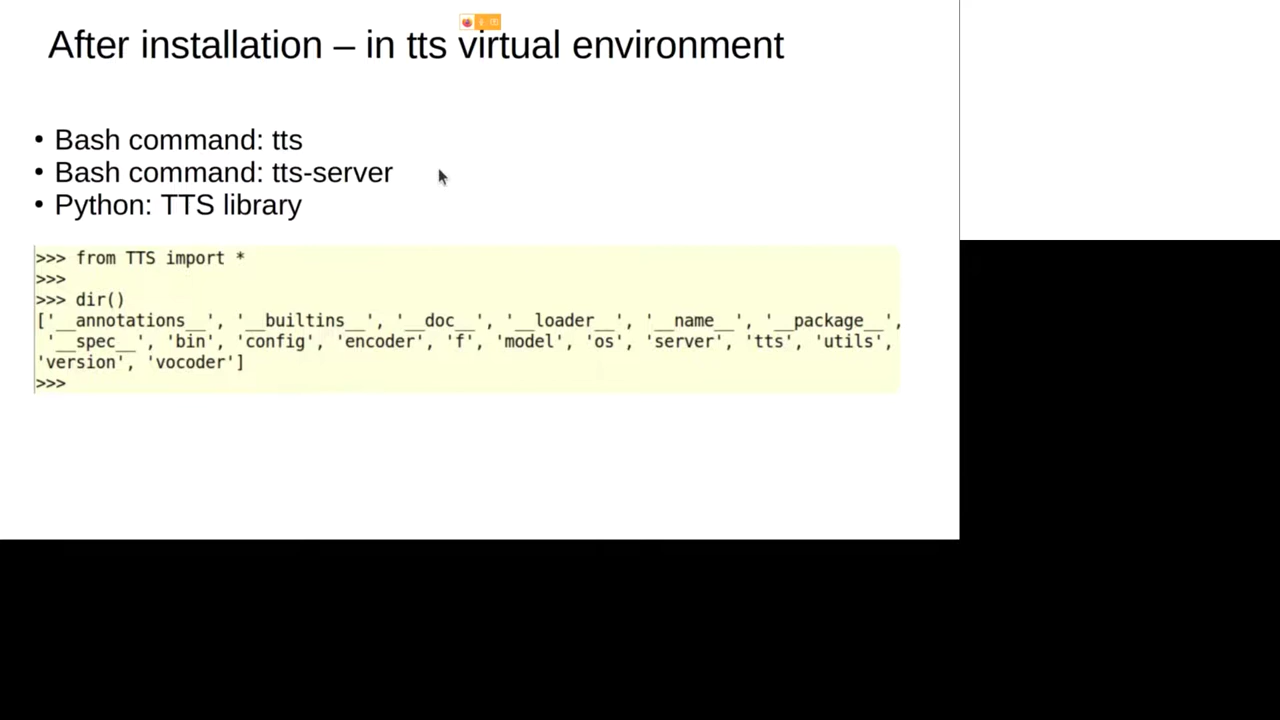 After installation – in tts virtual environment
• Bash command: tts
• Bash command: tts-server
• Python: TTS library
>>> from TTS import *
>>>
>>> dir()
['__annotations__', '__builtins__', '__doc__', '__loader__', '__name__', '__package__',
'__spec__', 'bin', 'config', 'encoder', 'f', 'model', 'os', 'server', 'tts', 'utils',
'version', 'vocoder']
>>>